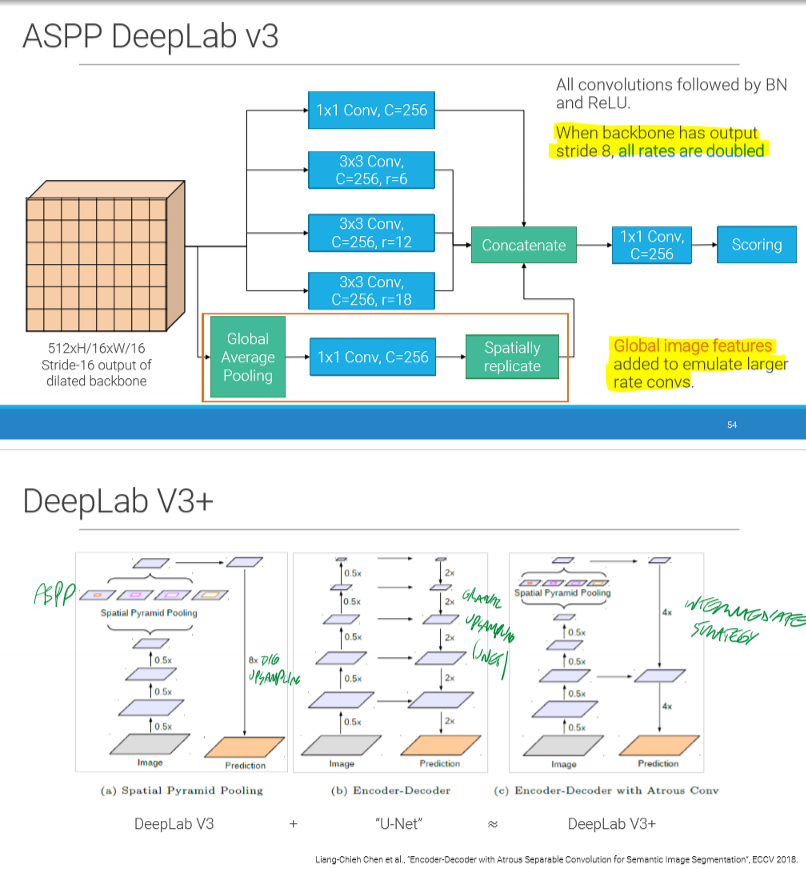 ASPP DeepLab v3
All convolutions followed by BN
and ReLU.
When backbone has output
stride 8, all rates are doubled
1x1 Conv, C=256
3x3 Conv,
C=256, r=6
3x3 Conv,
C=256, r=12
3x3 Conv,
C=256, r=18
Concatenate
1x1 Conv,
C=256
Scoring
512xH/16xW/16
Stride-16 output of
dilated backbone
Global
Average
Pooling
1x1 Conv, C=256
Spatially
replicate
Global image features
added to emulate larger
rate convs.
54
DeepLab V3+
ASPP
Spatial Pyramid Pooling
0.5x
0.5x
0.5x
8x DIG
UPSAMPLING
Image
Prediction
(a) Spatial Pyramid Pooling
0.5x
0.5x
0.5x
0.5x
0.5x
2x
2x
2x
2x
2x
UPSAMPLING
(UNET)
Image
Prediction
(b) Encoder-Decoder
Spatial Pyramid Pooling
0.5x
0.5x
0.5x
0.5x
4x
4x
INTERMEDIATE
STRATEGY
Image
Prediction
(c) Encoder-Decoder with Atrous Conv
DeepLab V3
+
"U-Net"
≈
DeepLab V3+
Liang-Chieh Chen et al., "Encoder-Decoder with Atrous Separable Convolution for Semantic Image Segmentation", ECCV 2018.